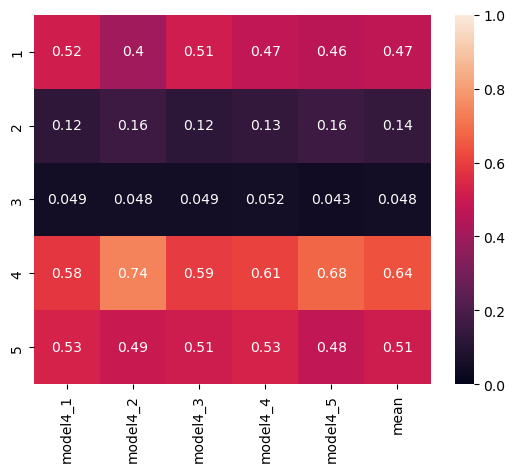 1 0.52 0.4 0.51 0.47 0.46 0.47
2 0.12 0.16 0.12 0.13 0.16 0.14
3 0.049 0.048 0.049 0.052 0.043 0.048
4 0.58 0.74 0.59 0.61 0.68 0.64
5 0.53 0.49 0.51 0.53 0.48 0.51
model4_1 model4_2 model4_3 model4_4 model4_5 mean
1.0
0.8
0.6
0.4
0.2
0.0